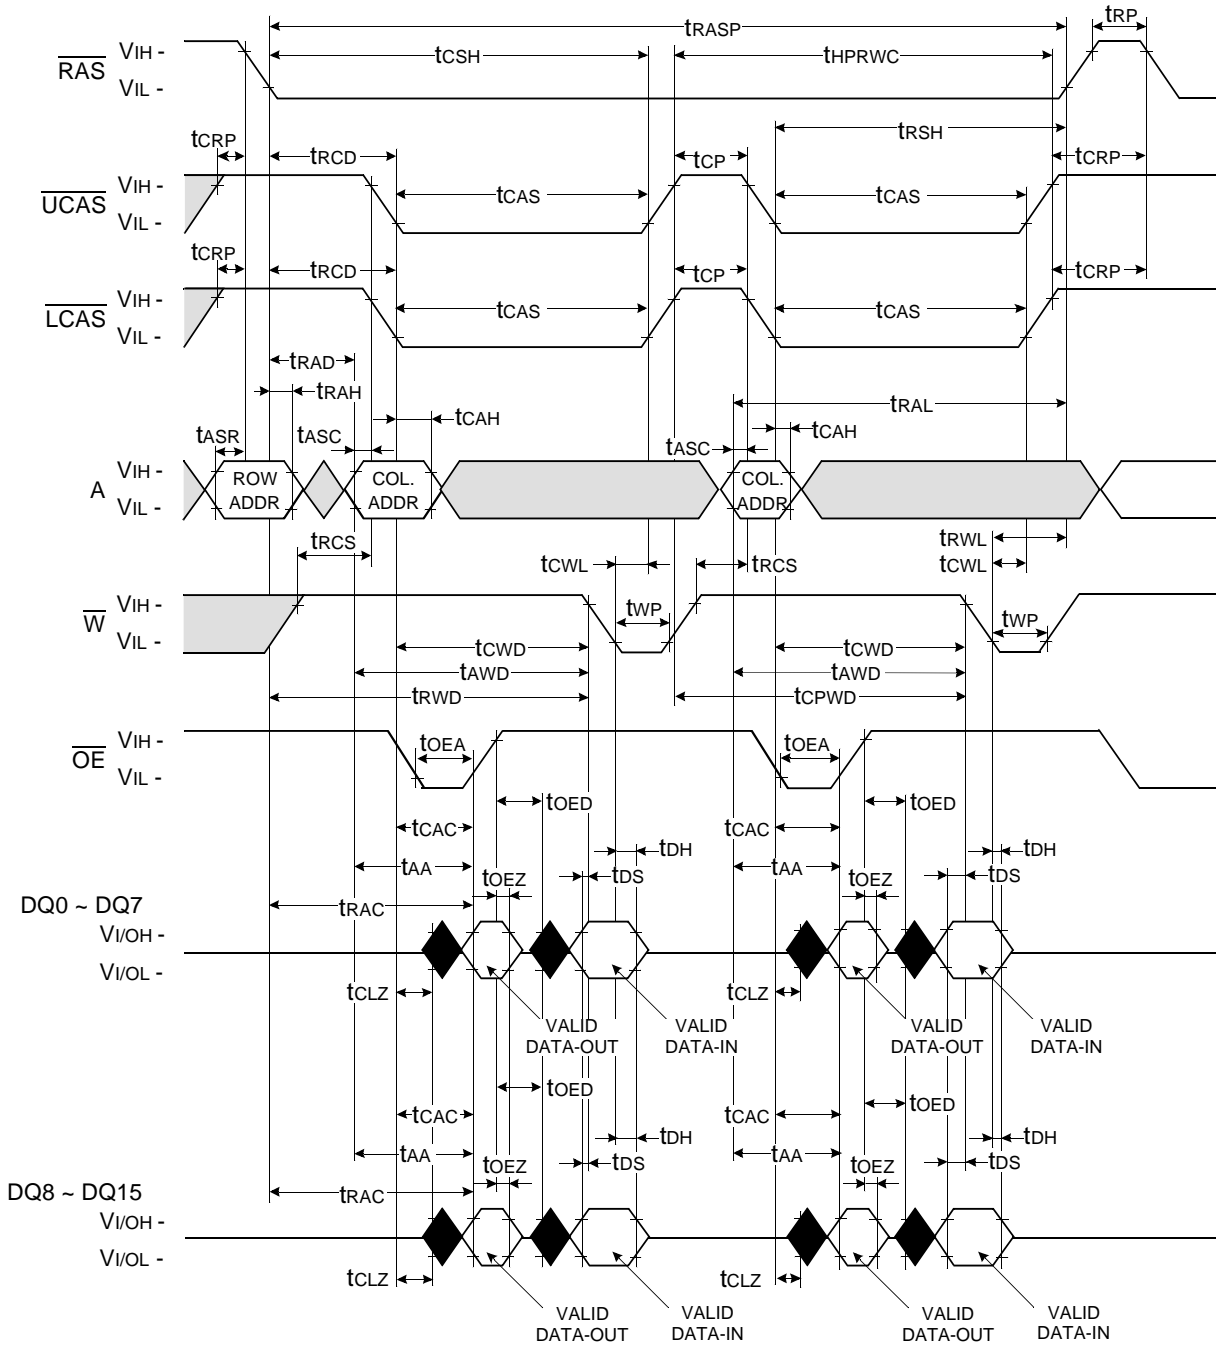 tRASP
tRP
RAS
VIH -
VIL -
tCSH
tHPRWC
tRSH
tCRP
tRCD
tCP
tCRP
UCAS
VIH -
VIL -
tCAS
tCAS
tCRP
tRCD
tCP
tCRP
LCAS
VIH -
VIL -
tCAS
tCAS
tRAD
tRAH
tRAL
tCAH
tCAH
tASR
tASC
tASC
A
VIH -
VIL -
ROW
ADDR
COL.
ADDR
COL.
ADDR
tRCS
tCWL
tRCS
tRWL
tCWL
W
VIH -
VIL -
tWP
tWP
tCWD
tCWD
tAWD
tAWD
tRWD
tCPWD
OE
VIH -
VIL -
tOEA
tOEA
tOED
tOED
tCAC
tCAC
tDH
tDH
tAA
tAA
tDS
tDS
tOEZ
tOEZ
tRAC
DQ0 ~ DQ7
VI/OH -
VI/OL -
tCLZ
tCLZ
VALID
DATA-OUT
VALID
DATA-IN
VALID
DATA-OUT
VALID
DATA-IN
tOED
tOED
tCAC
tCAC
tDH
tDH
tAA
tAA
tDS
tDS
tOEZ
tOEZ
tRAC
DQ8 ~ DQ15
VI/OH -
VI/OL -
tCLZ
tCLZ
VALID
DATA-OUT
VALID
DATA-IN
VALID
DATA-OUT
VALID
DATA-IN